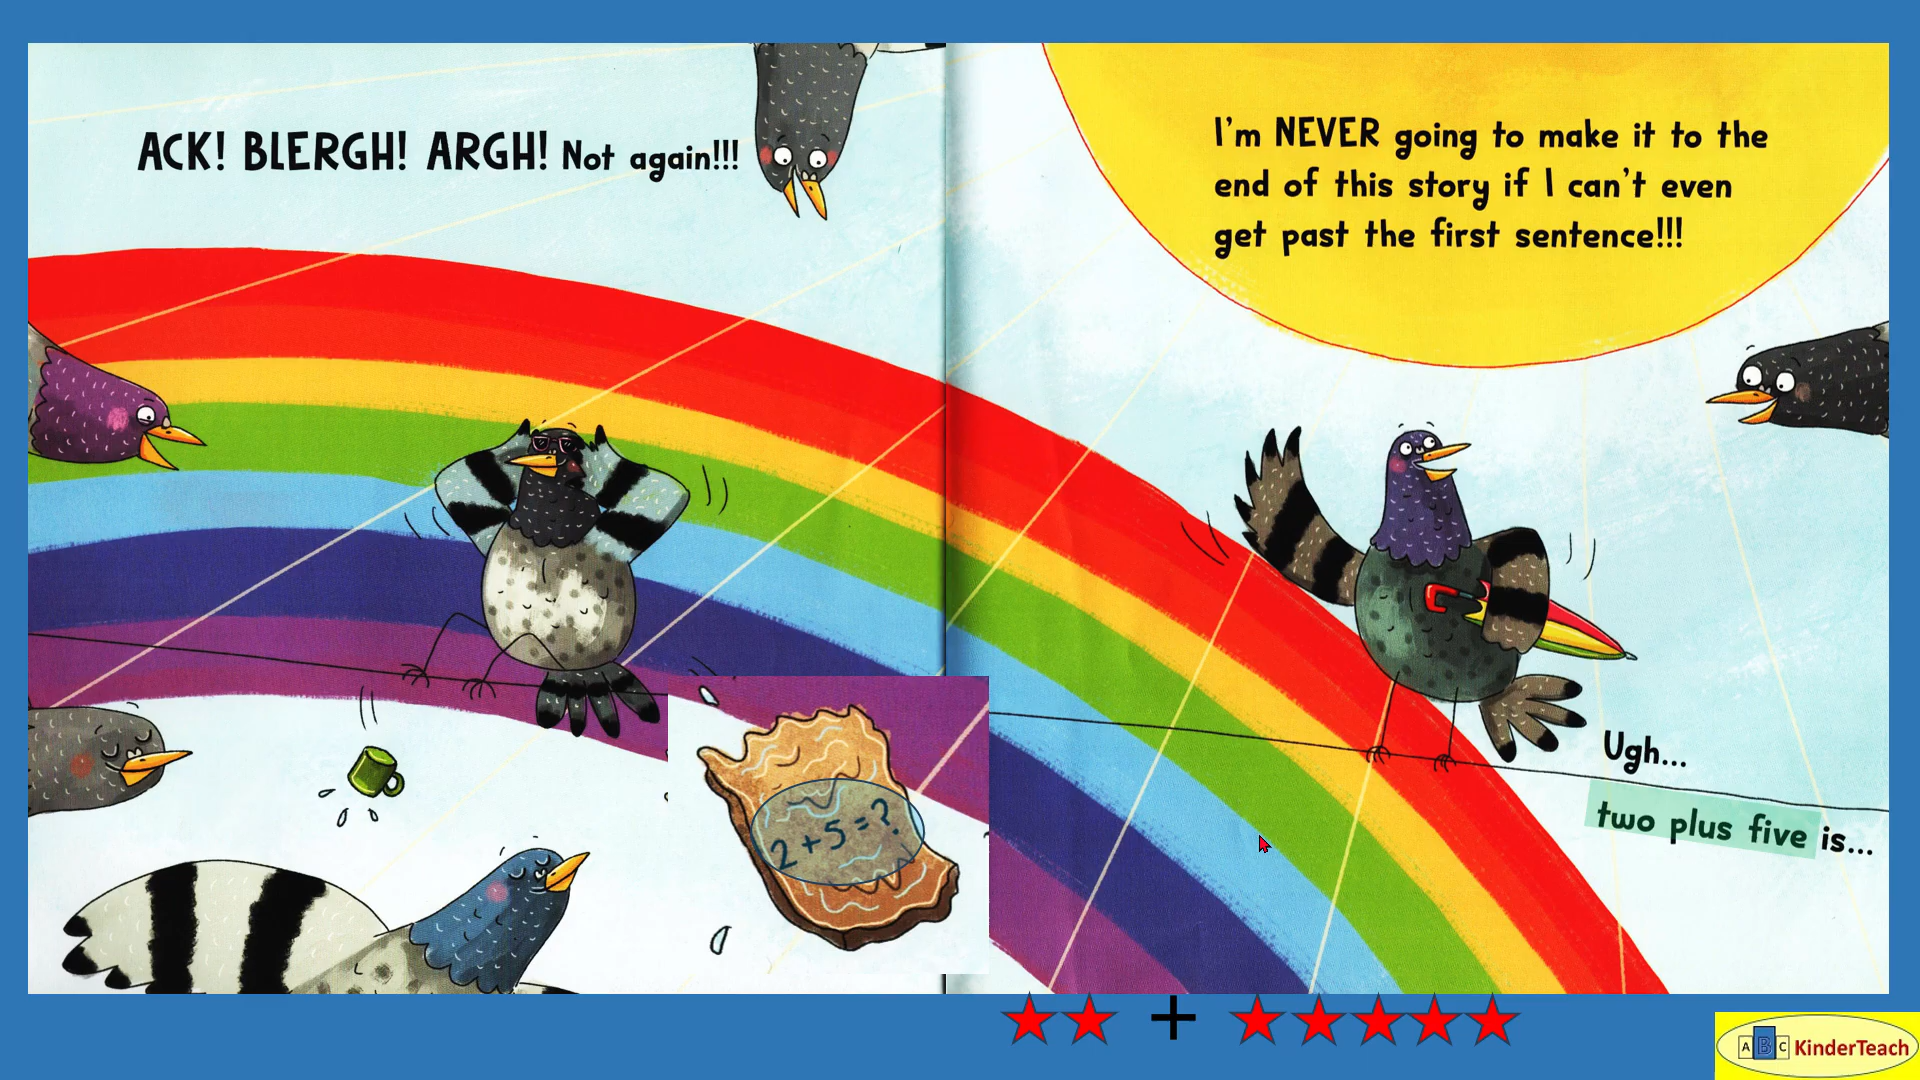 ACK! BLERGH! ARGH! Not again!!!
I'm NEVER going to make it to the
end of this story if I can't even
get past the first sentence!!!
Ugh...
two plus five is...
2+5=?
+
ABC KinderTeach